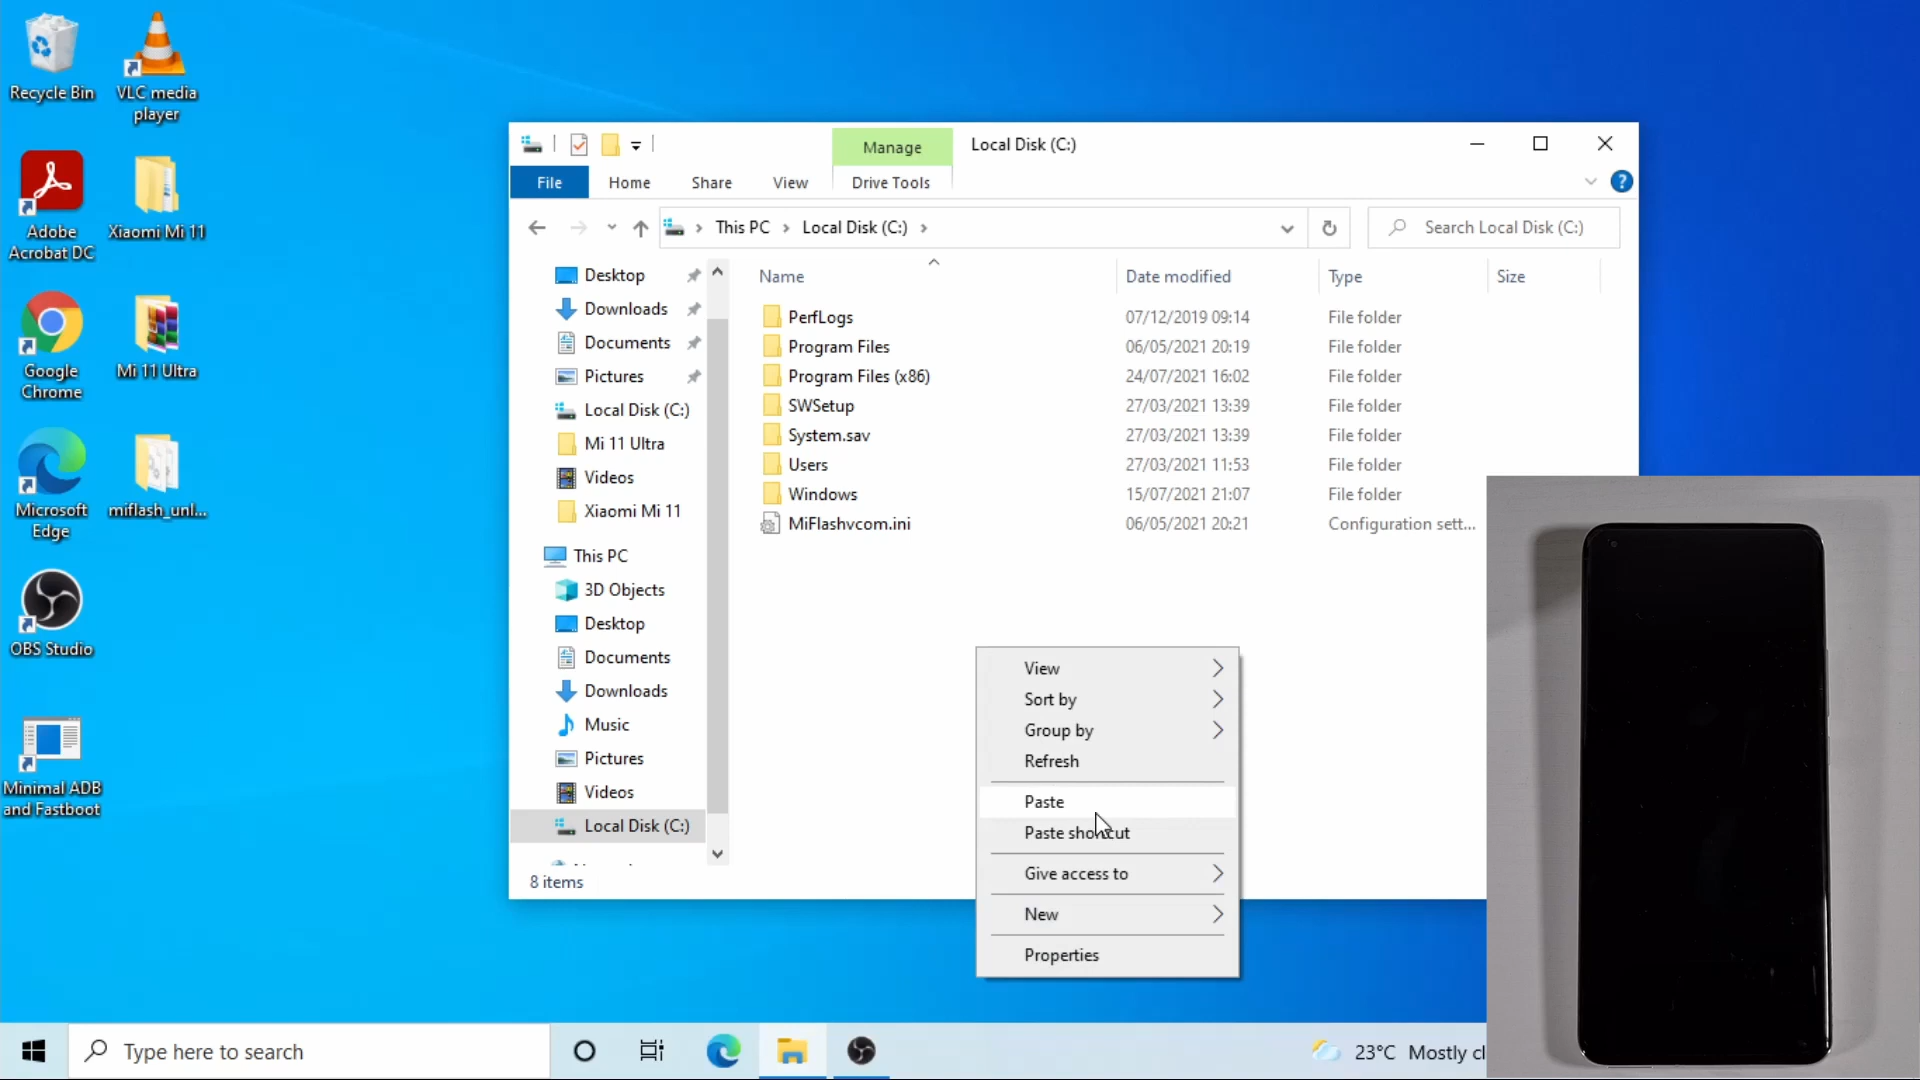 Recycle Bin
VLC media
player
Adobe
Acrobat DC
Xiaomi Mi 11
Google
Chrome
Mi 11 Ultra
Microsoft
Edge
miflash_unl...
OBS Studio
Minimal ADB
and Fastboot
Manage
Local Disk (C:)
File
Home
Share
View
Drive Tools
This PC
Local Disk (C:)
Search Local Disk (C:)
Desktop
Downloads
Documents
Pictures
Local Disk (C:)
Mi 11 Ultra
Videos
Xiaomi Mi 11
This PC
3D Objects
Desktop
Documents
Downloads
Music
Pictures
Videos
Local Disk (C:)
8 items
Name
Date modified
Type
Size
PerfLogs 07/12/2019 09:14 File folder
Program Files 06/05/2021 20:19 File folder
Program Files (x86) 24/07/2021 16:02 File folder
SWSetup 27/03/2021 13:39 File folder
System.sav 27/03/2021 13:39 File folder
Users 27/03/2021 11:53 File folder
Windows 15/07/2021 21:07 File folder
MiFlashvcom.ini 06/05/2021 20:21 Configuration sett...
View
Sort by
Group by
Refresh
Paste
Paste shortcut
Give access to
New
Properties
Type here to search
23°C Mostly cl